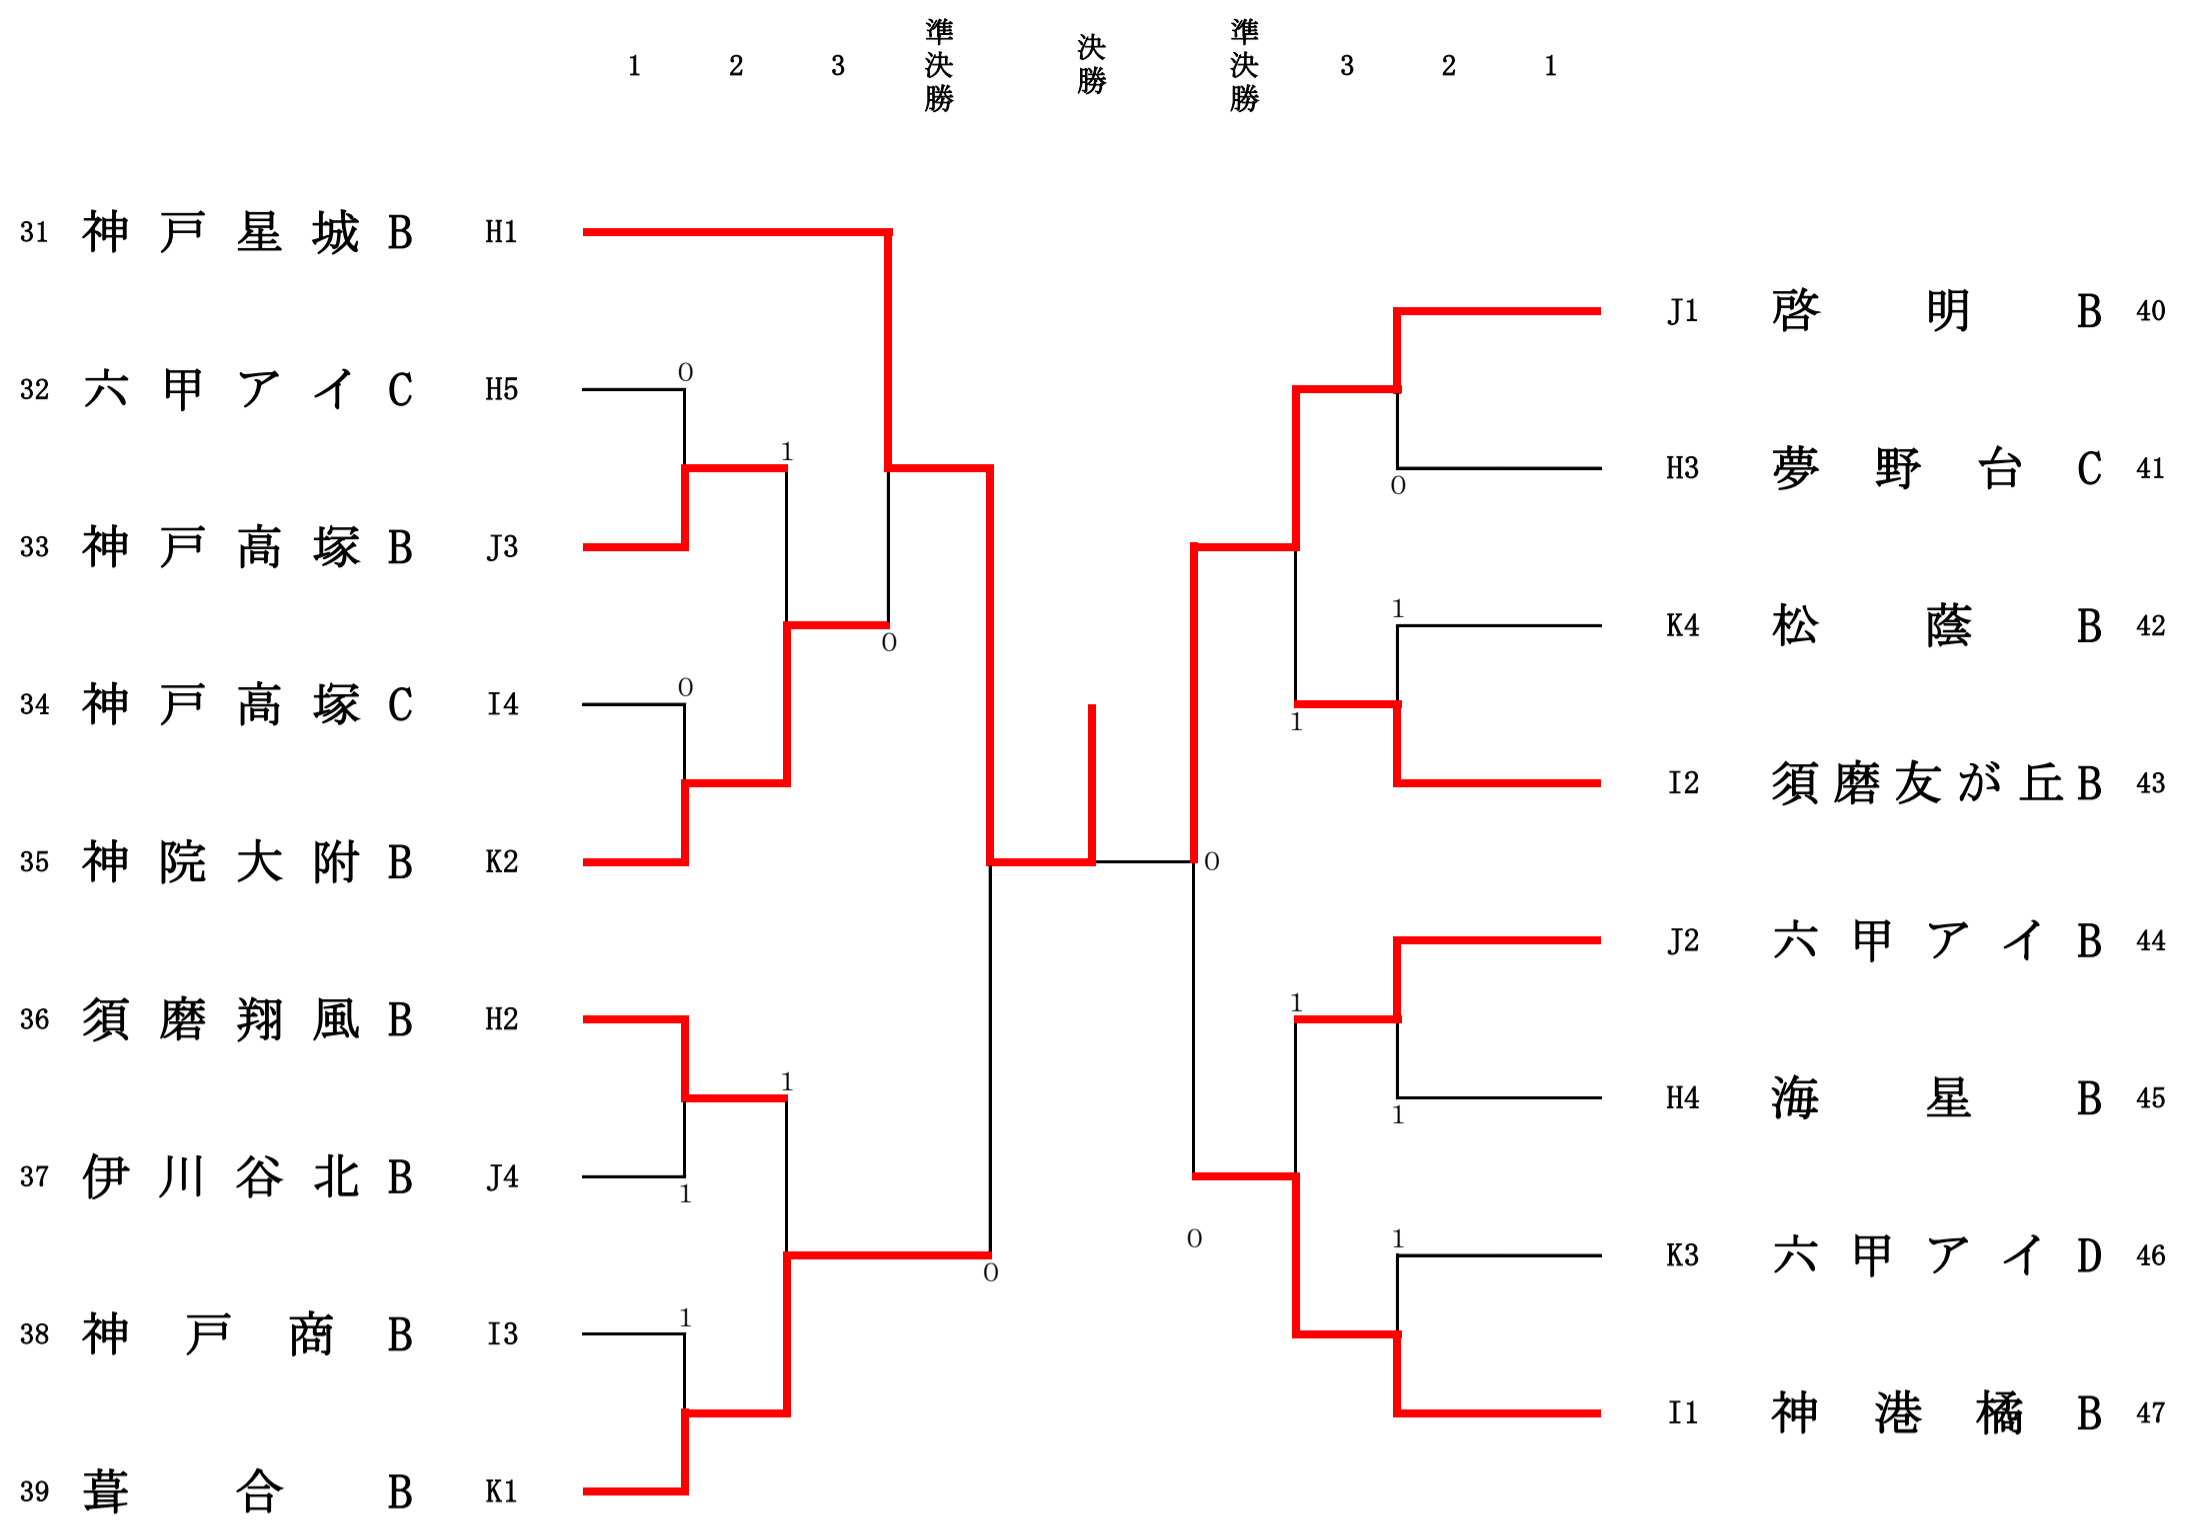 1 2 3 準決勝 決勝 準決勝 3 2 1
31 神戸星城B H1
J1 啓明B 40
0
32 六甲アイC H5
1
H3 夢野台C 41
0
33 神戸高塚B J3
1
K4 松蔭B 42
0
0
34 神戸高塚C I4
1
I2 須磨友が丘B 43
35 神院大附B K2
0
J2 六甲アイB 44
1
36 須磨翔風B H2
1
H4 海星B 45
1
37 伊川谷北B J4
1
0
1
K3 六甲アイD 46
0
1
38 神戸商B I3
I1 神港橘B 47
39 葺合B K1